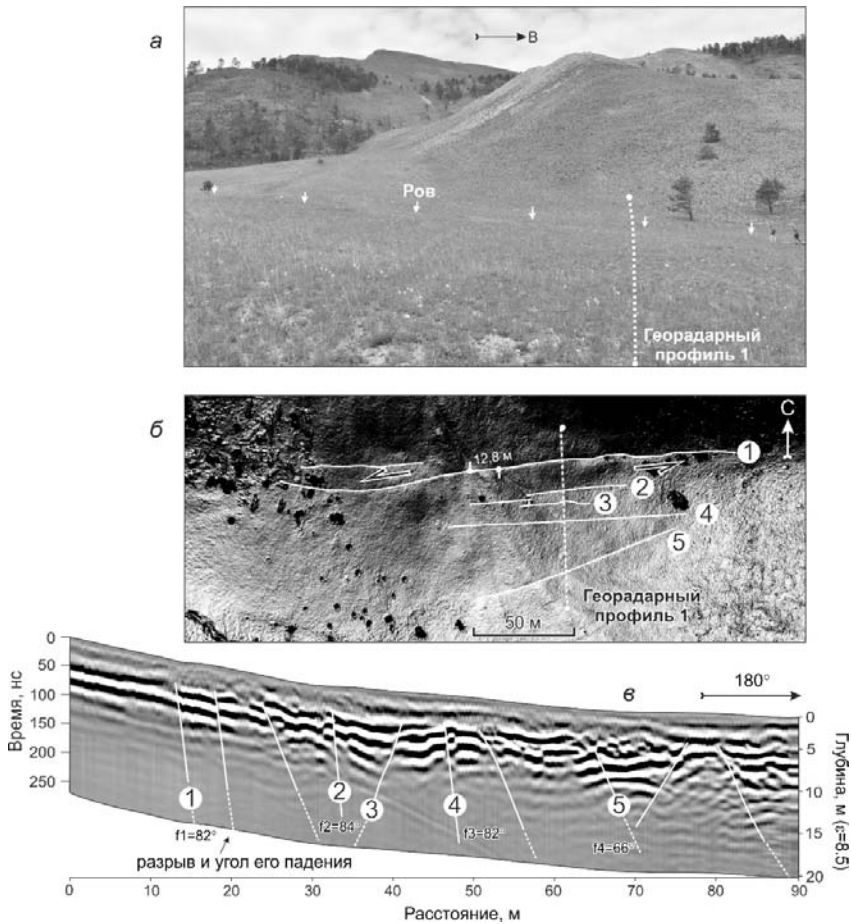 а
В
Ров
Георадарный
профиль 1
б
С
12,8 м
1
2
3
4
5
Георадарный
профиль 1
50 м
в
180°
Время, нс
0
50
100
150
200
250
1
2
3
4
5
f1=82°
f2=84°
f3=82°
f4=66°
разрыв и угол его падения
0
5
10
15
20
Глубина, м (ε=8.5)
0 10 20 30 40 50 60 70 80 90
Расстояние, м